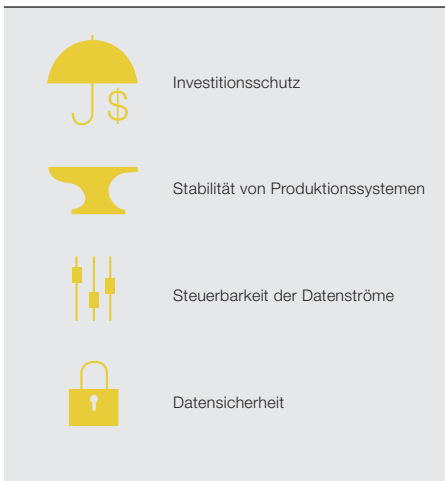 $
Investitionsschutz
Stabilität von Produktionssystemen
Steuerbarkeit der Datenströme
Datensicherheit